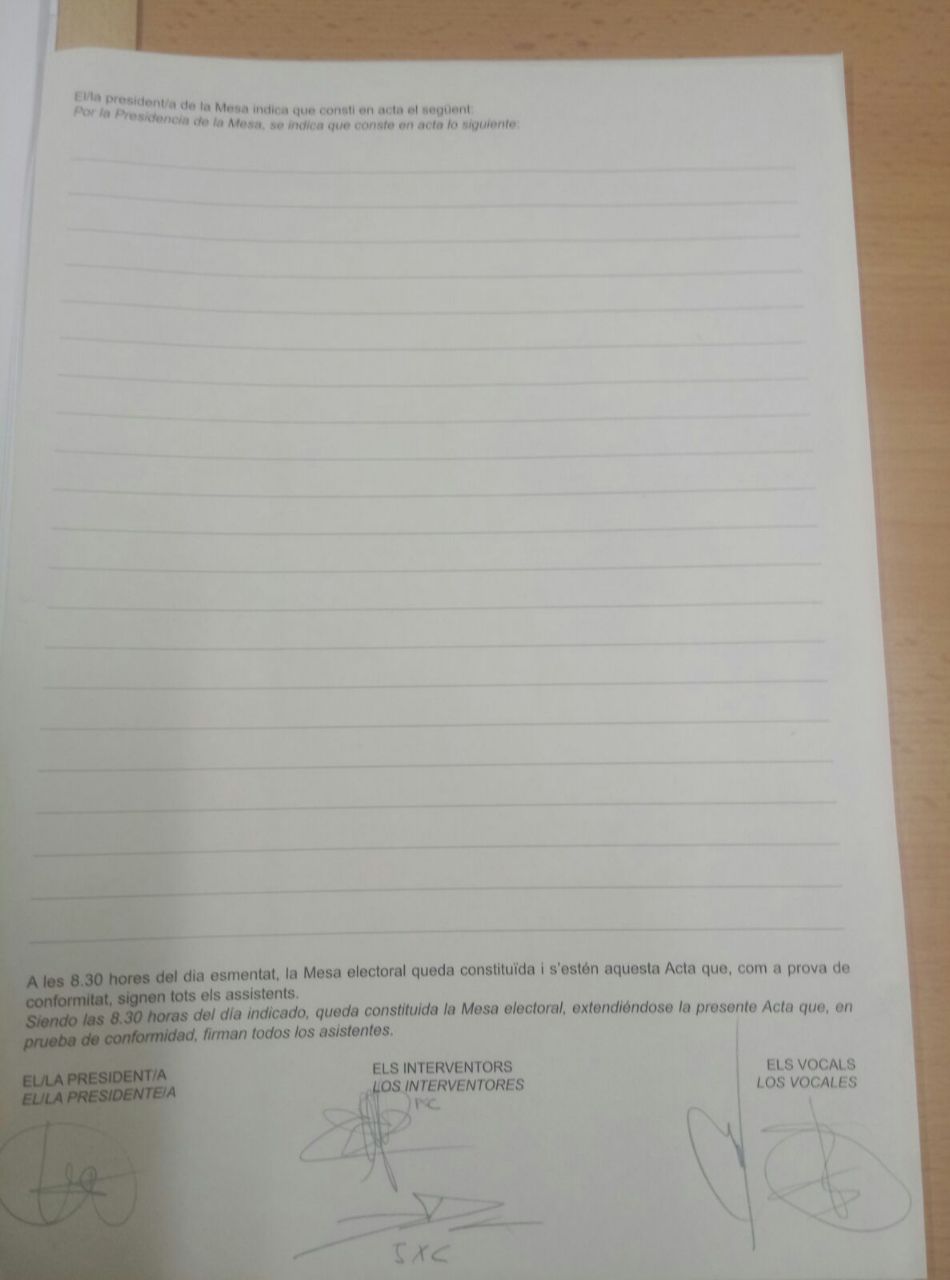 El/la president/a de la Mesa indica que consti en acta el següent:
Por la Presidencia de la Mesa, se indica que conste en acta lo siguiente:
A les 8.30 hores del dia esmentat, la Mesa electoral queda constituïda i s'estén aquesta Acta que, com a prova de
conformitat, signen tots els assistents.
Siendo las 8.30 horas del día indicado, queda constituida la Mesa electoral, extendiéndose la presente Acta que, en
prueba de conformidad, firman todos los asistentes.
EL/LA PRESIDENT/A
EL/LA PRESIDENTE/A
ELS INTERVENTORS
LOS INTERVENTORES
ELS VOCALS
LOS VOCALES
JXC